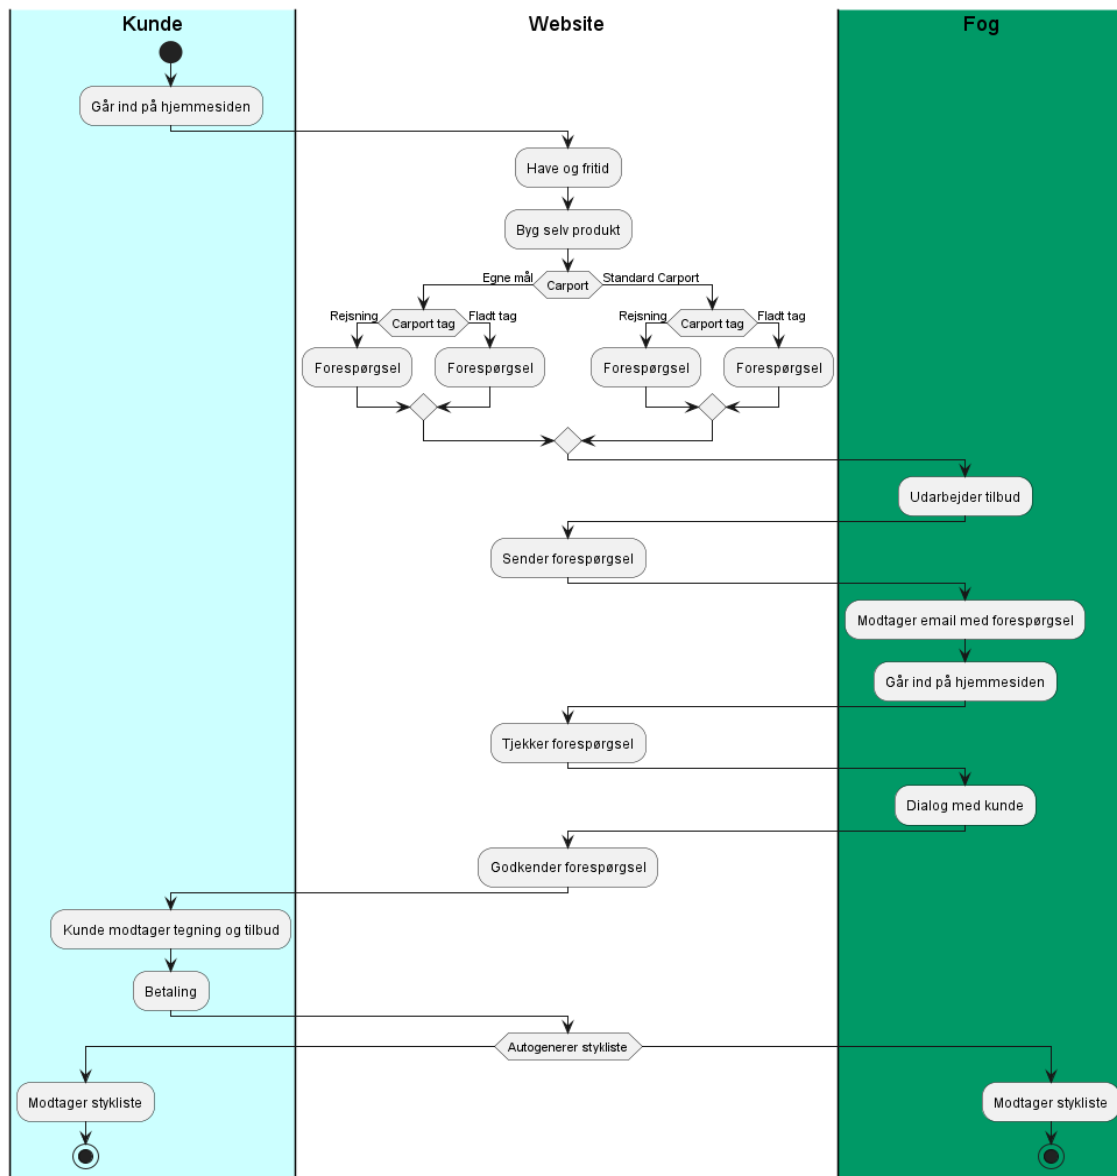 Kunde
Website
Fog
Går ind på hjemmesiden
Have og fritid
Byg selv produkt
Egne mål
Carport
Standard Carport
Rejsning
Carport tag
Fladt tag
Rejsning
Carport tag
Fladt tag
Forespørgsel
Forespørgsel
Forespørgsel
Forespørgsel
Udarbejder tilbud
Sender forespørgsel
Modtager email med forespørgsel
Går ind på hjemmesiden
Tjekker forespørgsel
Dialog med kunde
Godkender forespørgsel
Kunde modtager tegning og tilbud
Betaling
Autogenerer stykliste
Modtager stykliste
Modtager stykliste